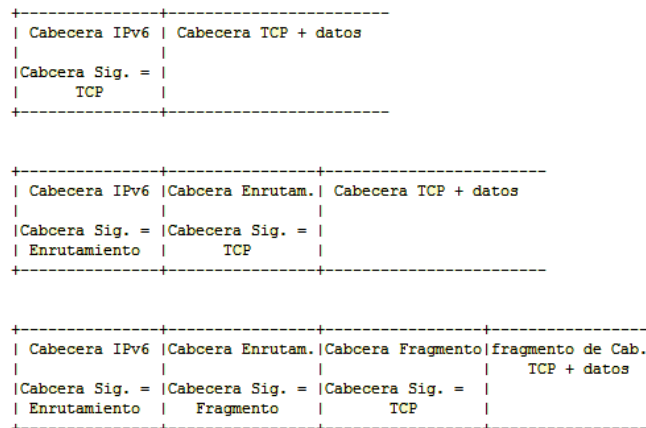 +---------------+------------------------
| Cabecera IPv6 | Cabecera TCP + datos
|               |
|Cabcera Sig. = |
|      TCP      |
+---------------+------------------------
+---------------+----------------+------------------------
| Cabecera IPv6 |Cabcera Enrutam.| Cabecera TCP + datos
|               |                |
|Cabcera Sig. = |Cabecera Sig. = |
| Enrutamiento  |      TCP       |
+---------------+----------------+------------------------
+---------------+----------------+-----------------+-----------------
| Cabecera IPv6 |Cabcera Enrutam.|Cabcera Fragmento|fragmento de Cab.
|               |                |                 |    TCP + datos
|Cabcera Sig. = |Cabcera Sig. = |Cabecera Sig. =  |
| Enrutamiento  |   Fragmento    |       TCP       |
+---------------+----------------+-----------------+-----------------